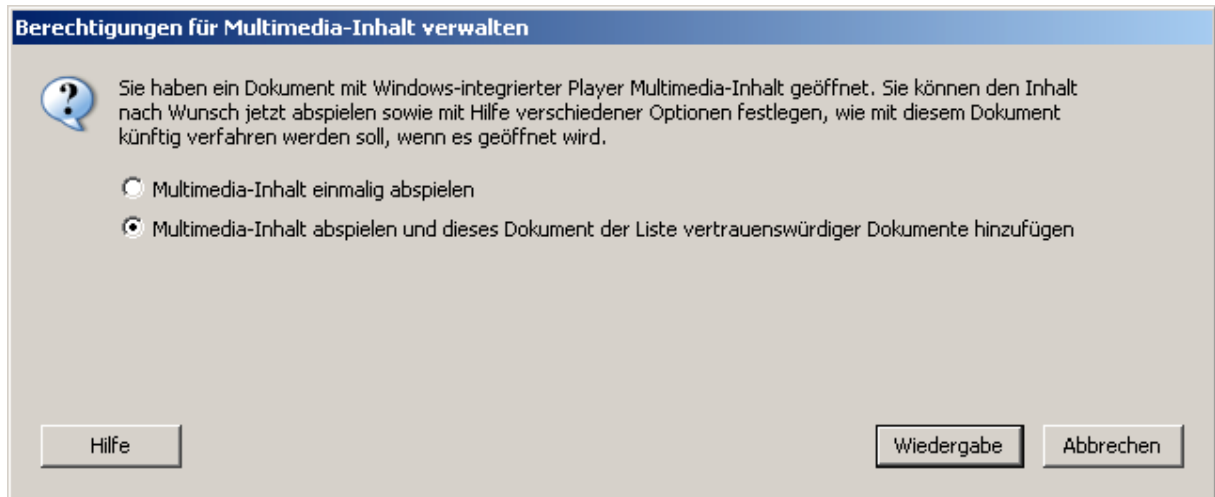 Berechtigungen für Multimedia-Inhalt verwalten
Sie haben ein Dokument mit Windows-integrierter Player Multimedia-Inhalt geöffnet. Sie können den Inhalt
nach Wunsch jetzt abspielen sowie mit Hilfe verschiedener Optionen festlegen, wie mit diesem Dokument
künftig verfahren werden soll, wenn es geöffnet wird.
Multimedia-Inhalt einmalig abspielen
Multimedia-Inhalt abspielen und dieses Dokument der Liste vertrauenswürdiger Dokumente hinzufügen
Hilfe
Wiedergabe
Abbrechen